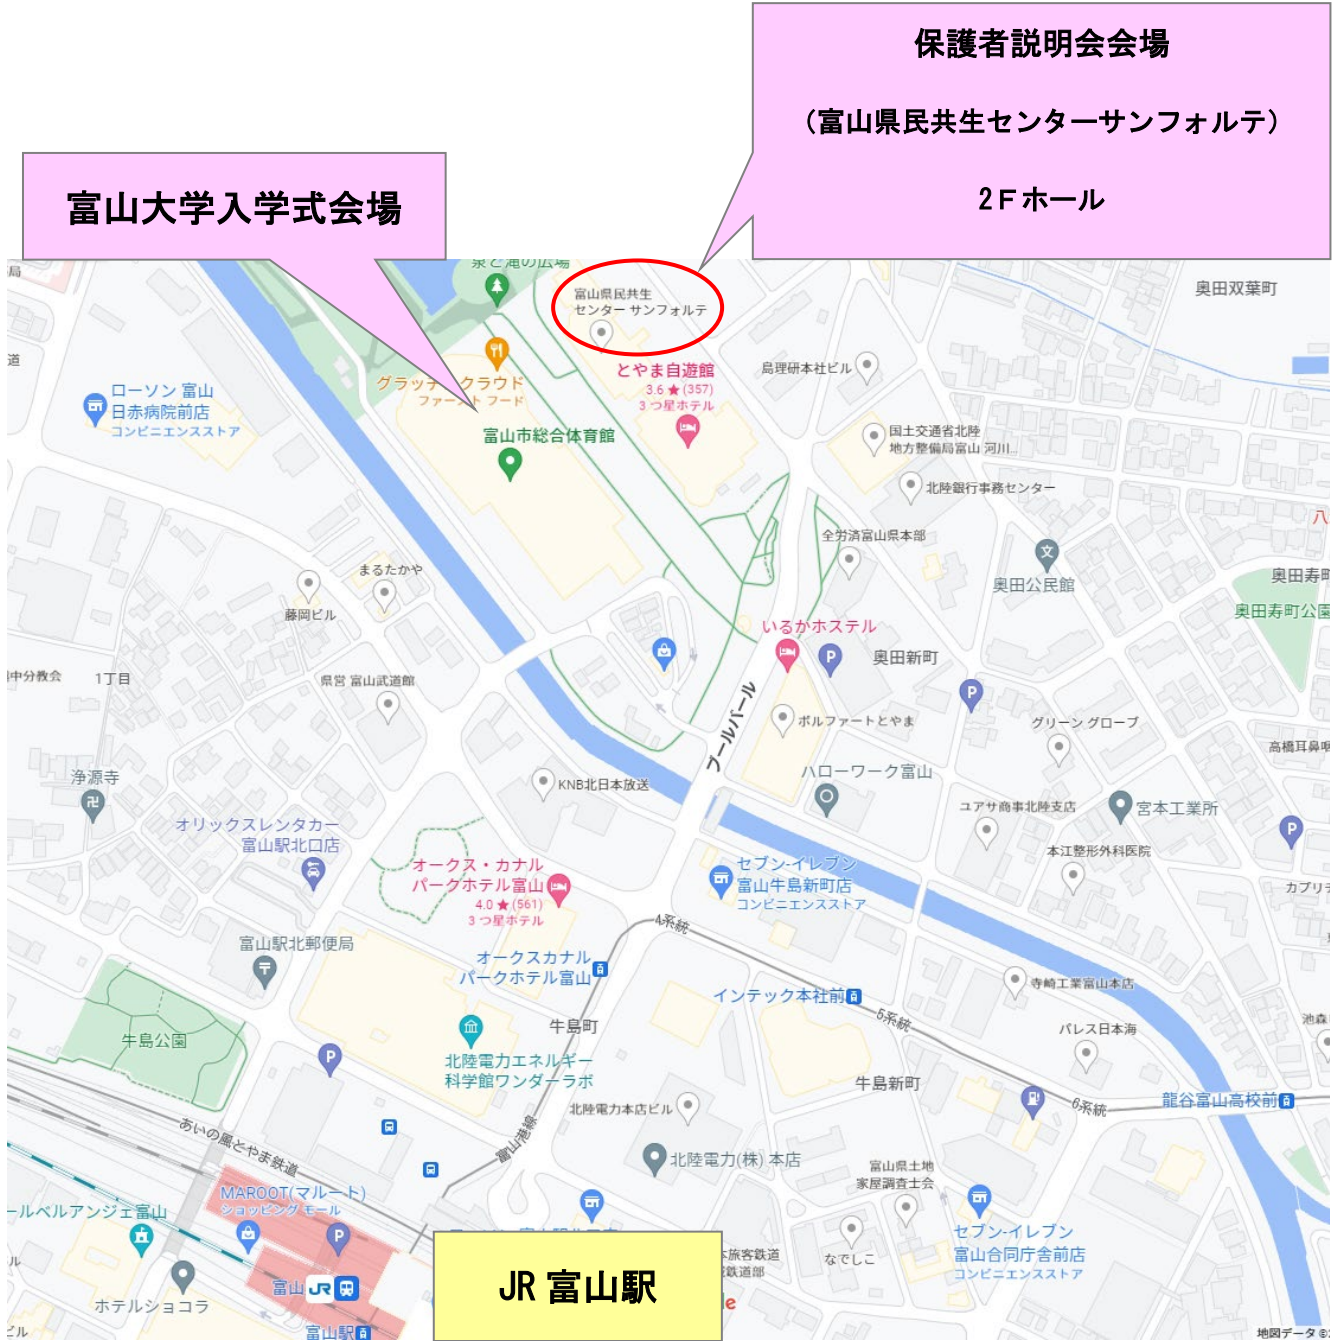 保護者説明会会場
（富山県民共生センターサンフォルテ）
2Fホール
富山大学入学式会場
局
泉と滝の広場
富山県民共生
センター サンフォルテ
奥田双葉町
道
グラッチ
クラウド
ファースト フード
とやま自遊館
3.6 ★ (357)
3 つ星ホテル
島理研本社ビル
ローソン 富山
日赤病院前店
コンビニエンスストア
富山市総合体育館
国土交通省北陸
地方整備局富山 河川...
北陸銀行事務センター
八
全労済富山県本部
まるたかや
奥田公民館
奥田寿町
藤岡ビル
奥田寿町公園
いるかホステル
奥田新町
中分教会
1丁目
県営 富山武道館
ブールバール
ボルファートとやま
グリーン グローブ
高橋耳鼻咽
浄源寺
KNB北日本放送
ハローワーク富山
ユアサ商事北陸支店
宮本工業所
オリックスレンタカー
富山駅北口店
本江整形外科医院
オークス・カナル
パークホテル富山
4.0 ★ (561)
3 つ星ホテル
セブン-イレブン
富山牛島新町店
コンビニエンスストア
カプリチ
4系統
富山駅北郵便局
オークスカナル
パークホテル富山
インテック本社前
寺崎工業富山本店
5系統
池森
牛島町
パレス日本海
牛島公園
北陸電力エネルギー
科学館ワンダーラボ
牛島新町
北陸電力本店ビル
6系統
龍谷富山高校前
あいの風とやま鉄道
富山港線
北陸電力(株) 本店
富山県土地
家屋調査士会
MAROOT(マルート)
ショッピング モール
ールベルアンジェ富山
セブン-イレブン
富山合同庁舎前店
コンビニエンスストア
旅客鉄道
鉄道部
なでしこ
ル
JR 富山駅
富山
JR
ホテルショコラ
富山駅
ビル
地図データ ©